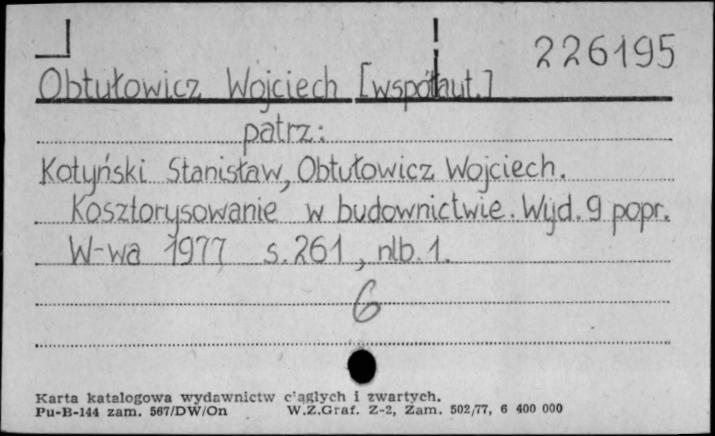 226195
Obtułowicz Wojciech [współaut.]
patrz:
Kotyński Stanisław, Obtułowicz Wojciech.
Kosztorysowanie w budownictwie. Wyd. 9 popr.
W-wa 1977 s. 261, nlb. 1.
6
Karta katalogowa wydawnictw c'ągłych i zwartych.
Pu-B-144 zam. 567/DW/On W.Z.Graf. Z-2, Zam. 502/77, 6 400 000